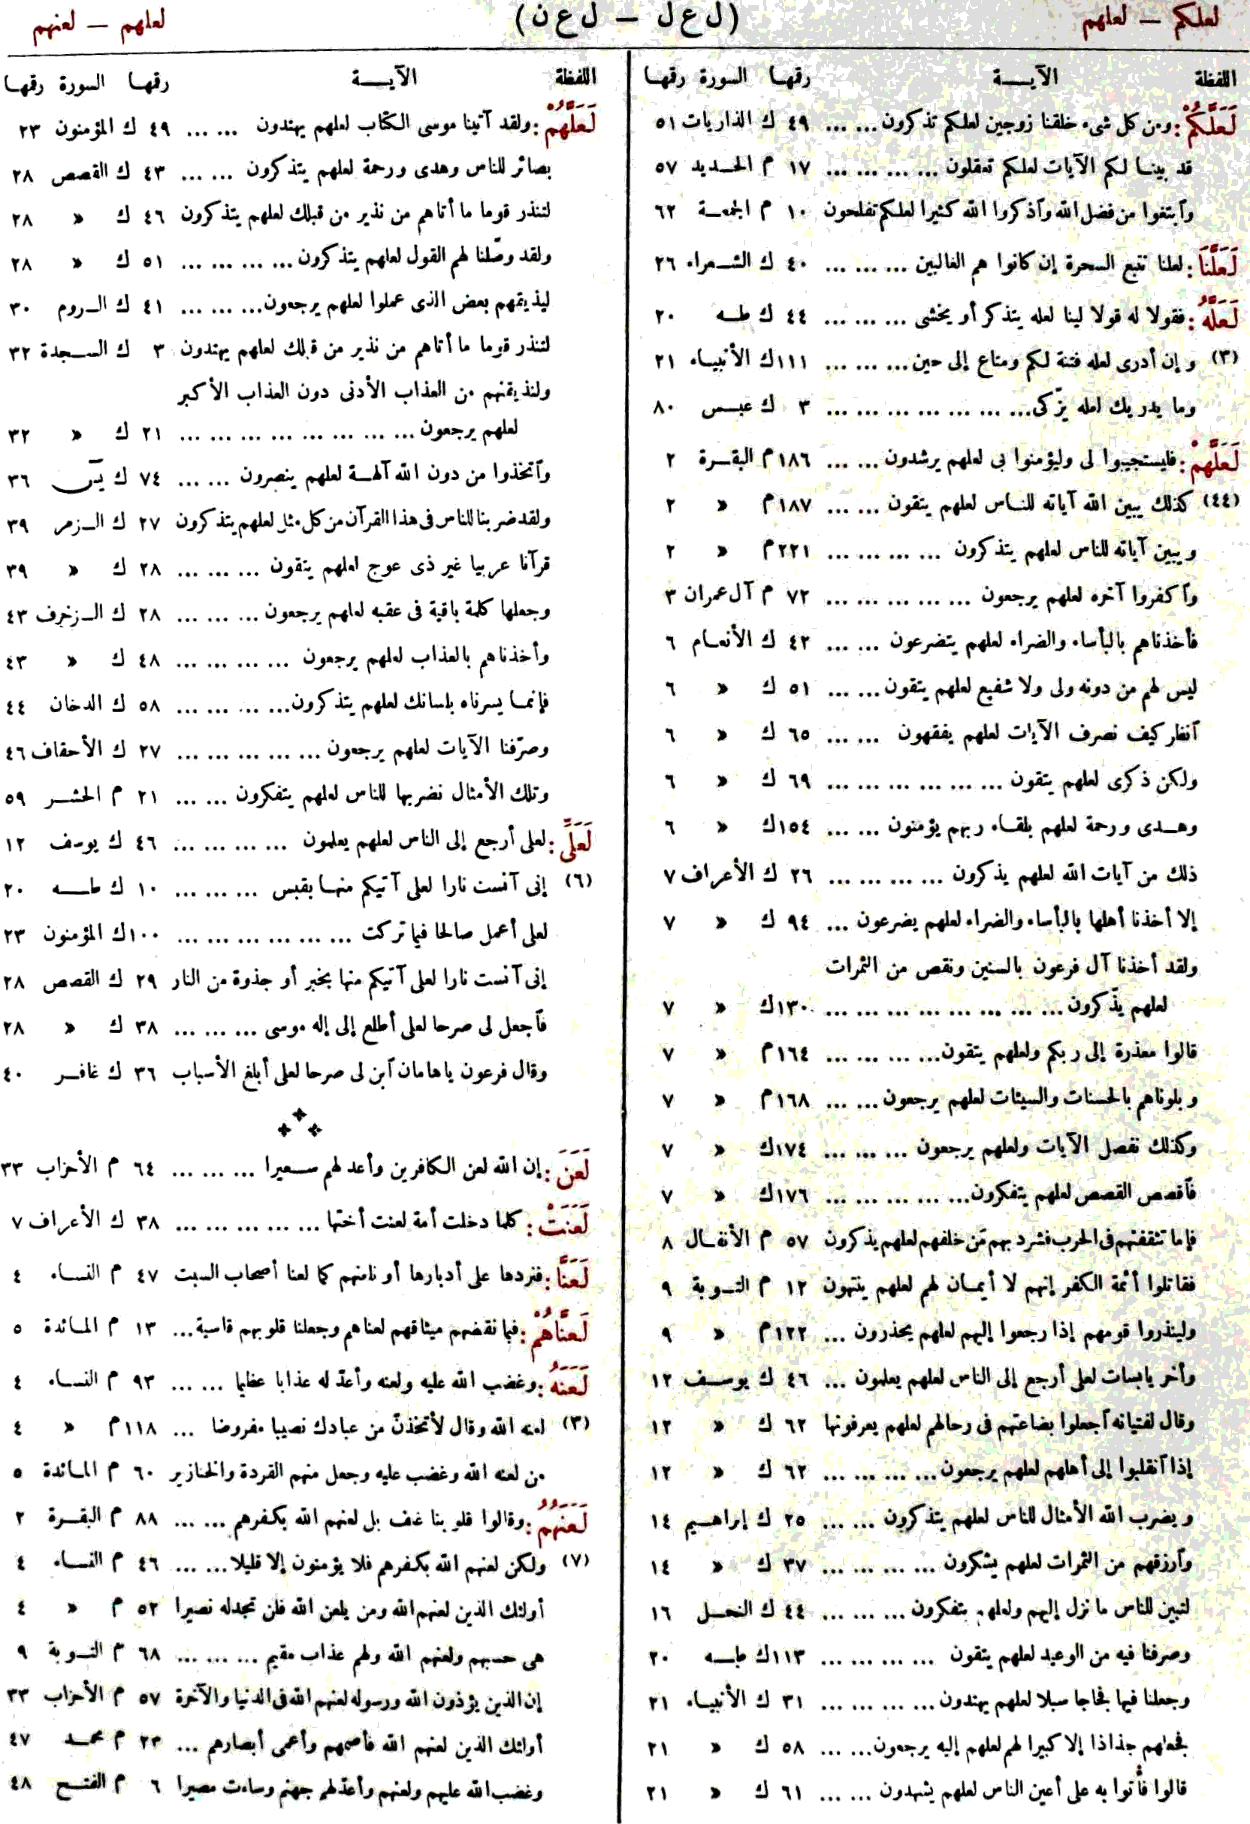 لعلكم — لعلهم
(ل ع ل — ل ع ن)
لعلهم — لعنهم
اللفظة الآيــــة رقمها السورة رقمها
لَعَلَّكُمْ : ومن كل شىء خلقنا زوجين لعلكم تذكرون ... ... ٤٩ ك الذاريات ٥١
قد بينا لكم الآيات لعلكم تعقلون ... ... ... ... ١٧ م الحديد ٥٧
وٱبتغوا من فضل الله وٱذكروا الله كثيرا لعلكم تفلحون ١٠ م الجمعة ٦٢
لَعَلَّنَا : لعلنا نتبع السحرة إن كانوا هم الغالبين ... ... ... ٤٠ ك الشعراء ٢٦
لَعَلَّهُ : فقولا له قولا لينا لعله يتذكر أو يخشى ... ... ... ٤٤ ك طه ٢٠
(٣) وإن أدرى لعله فتنة لكم ومتاع إلى حين ... ... ... ١١١ ك الأنبياء ٢١
وما يدريك لعله يزّكى ... ... ... ... ... ... ... ٣ ك عبس ٨٠
لَعَلَّهُمْ : فليستجيبوا لى وليؤمنوا بى لعلهم يرشدون ... ... ١٨٦ م البقرة ٢
(٤٤) كذلك يبين الله آياته للناس لعلهم يتقون ... ... ١٨٧ م « ٢
ويبين آياته للناس لعلهم يتذكرون ... ... ... ... ٢٢١ م « ٢
وٱكفروا آخره لعلهم يرجعون ... ... ... ... ... ٧٢ م آل عمران ٣
فأخذناهم بالبأساء والضراء لعلهم يتضرعون ... ... ٤٢ ك الأنعام ٦
ليس لهم من دونه ولى ولا شفيع لعلهم يتقون ... ... ٥١ ك « ٦
ٱنظر كيف نصرف الآيات لعلهم يفقهون ... ... ٦٥ ك « ٦
ولكن ذكرى لعلهم يتقون ... ... ... ... ... ... ٦٩ ك « ٦
وهدى ورحمة لعلهم بلقاء ربهم يؤمنون ... ... ١٥٤ ك « ٦
ذلك من آيات الله لعلهم يذكرون ... ... ... ... ٢٦ ك الأعراف ٧
إلا أخذنا أهلها بالبأساء والضراء لعلهم يضرعون ... ٩٤ ك « ٧
ولقد أخذنا آل فرعون بالسنين ونقص من الثمرات
لعلهم يذّكرون ... ... ... ... ... ... ... ... ١٣٠ ك « ٧
قالوا معذرة إلى ربكم ولعلهم يتقون ... ... ... ... ١٦٤ م « ٧
وبلوناهم بالحسنات والسيئات لعلهم يرجعون ... ... ١٦٨ م « ٧
وكذلك نفصل الآيات ولعلهم يرجعون ... ... ... ١٧٤ ك « ٧
فٱقصص القصص لعلهم يتفكرون ... ... ... ... ... ١٧٦ ك « ٧
فإما تثقفنهم فى الحرب فشرد بهم مّن خلفهم لعلهم يذكرون ٥٧ م الأنفال ٨
فقاتلوا أئمة الكفر إنهم لا أيمان لهم لعلهم ينتهون ١٢ م التوبة ٩
ولينذروا قومهم إذا رجعوا إليهم لعلهم يحذرون ... ١٢٢ م « ٩
وأخر يابسات لعلى أرجع إلى الناس لعلهم يعلمون ... ٤٦ ك يوسف ١٢
وقال لفتيانه ٱجعلوا بضاعتهم فى رحالهم لعلهم يعرفونها ٦٢ ك « ١٢
إذا ٱنقلبوا إلى أهلهم لعلهم يرجعون ... ... ... ... ٦٢ ك « ١٢
ويضرب الله الأمثال للناس لعلهم يتذكرون ... ... ٢٥ ك إبراهيم ١٤
وٱرزقهم من الثمرات لعلهم يشكرون ... ... ... ... ٣٧ ك « ١٤
لتبين للناس ما نزل إليهم ولعلهم يتفكرون ... ... ... ٤٤ ك النحل ١٦
وصرفنا فيه من الوعيد لعلهم يتقون ... ... ... ... ١١٣ ك طه ٢٠
وجعلنا فيها فجاجا سبلا لعلهم يهتدون ... ... ... ... ٣١ ك الأنبياء ٢١
فجعلهم جذاذا إلا كبيرا لهم لعلهم إليه يرجعون ... ... ٥٨ ك « ٢١
قالوا فأتوا به على أعين الناس لعلهم يشهدون ... ... ٦١ ك « ٢١
اللفظة الآيــــة رقمها السورة رقمها
لَعَلَّهُمْ : ولقد آتينا موسى الكتاب لعلهم يهتدون ... ... ٤٩ ك المؤمنون ٢٣
بصائر للناس وهدى ورحمة لعلهم يتذكرون ... ... ٤٣ ك القصص ٢٨
لتنذر قوما ما أتاهم من نذير من قبلك لعلهم يتذكرون ٤٦ ك « ٢٨
ولقد وصّلنا لهم القول لعلهم يتذكرون ... ... ... ... ٥١ ك « ٢٨
ليذيقهم بعض الذى عملوا لعلهم يرجعون ... ... ... ٤١ ك الروم ٣٠
لتنذر قوما ما أتاهم من نذير من قبلك لعلهم يهتدون ٣ ك السجدة ٣٢
ولنذيقنهم من العذاب الأدنى دون العذاب الأكبر
لعلهم يرجعون ... ... ... ... ... ... ... ... ٢١ ك « ٣٢
وٱتخذوا من دون الله آلهة لعلهم ينصرون ... ... ٧٤ ك يس ٣٦
ولقد ضربنا للناس فى هذا القرآن من كل مثل لعلهم يتذكرون ٢٧ ك الزمر ٣٩
قرآنا عربيا غير ذى عوج لعلهم يتقون ... ... ... ٢٨ ك « ٣٩
وجعلها كلمة باقية فى عقبه لعلهم يرجعون ... ... ... ٢٨ ك الزخرف ٤٣
وأخذناهم بالعذاب لعلهم يرجعون ... ... ... ... ٤٨ ك « ٤٣
فإنما يسرناه بلسانك لعلهم يتذكرون ... ... ... ... ٥٨ ك الدخان ٤٤
وصرّفنا الآيات لعلهم يرجعون ... ... ... ... ... ٢٧ ك الأحقاف ٤٦
وتلك الأمثال نضربها للناس لعلهم يتفكرون ... ... ٢١ م الحشر ٥٩
لَعَلِّى : لعلى أرجع إلى الناس لعلهم يعلمون ... ... ... ... ٤٦ ك يوسف ١٢
(٦) إنى آنست نارا لعلى آتيكم منها بقبس ... ... ... ١٠ ك طه ٢٠
لعلى أعمل صالحا فيما تركت ... ... ... ... ... ... ١٠٠ ك المؤمنون ٢٣
إنى آنست نارا لعلى آتيكم منها بخبر أو جذوة من النار ٢٩ ك القصص ٢٨
فٱجعل لى صرحا لعلى أطلع إلى إله موسى ... ... ... ٣٨ ك « ٢٨
وقال فرعون ياهامان ٱبن لى صرحا لعلى أبلغ الأسباب ٣٦ ك غافر ٤٠
لَعَنَ : إن الله لعن الكافرين وأعد لهم سعيرا ... ... ... ٦٤ م الأحزاب ٣٣
لَعَنَتْ : كلما دخلت أمة لعنت أختها ... ... ... ... ... ٣٨ ك الأعراف ٧
لَعَنَّا : فنردها على أدبارها أو نلعنهم كما لعنا أصحاب السبت ٤٧ م النساء ٤
لَعَنَّاهُمْ : فبما نقضهم ميثاقهم لعناهم وجعلنا قلوبهم قاسية ... ١٣ م المائدة ٥
لَعَنَهُ : وغضب الله عليه ولعنه وأعدّ له عذابا عظيما ... ... ٩٣ م النساء ٤
(٣) لعنه الله وقال لأتخذنّ من عبادك نصيبا مفروضا ... ١١٨ م « ٤
من لعنه الله وغضب عليه وجعل منهم القردة والخنازير ٦٠ م المائدة ٥
لَعَنَهُمُ : وقالوا قلوبنا غلف بل لعنهم الله بكفرهم ... ... ٨٨ م البقرة ٢
(٧) ولكن لعنهم الله بكفرهم فلا يؤمنون إلا قليلا ... ... ٤٦ م النساء ٤
أولئك الذين لعنهم الله ومن يلعن الله فلن تجد له نصيرا ٥٢ م « ٤
هى حسبهم ولعنهم الله ولهم عذاب مقيم ... ... ... ٦٨ م التوبة ٩
إن الذين يؤذون الله ورسوله لعنهم الله فى الدنيا والآخرة ٥٧ م الأحزاب ٣٣
أولئك الذين لعنهم الله فأصمهم وأعمى أبصارهم ... ٢٣ م محمد ٤٧
وغضب الله عليهم ولعنهم وأعدّ لهم جهنم وساءت مصيرا ٦ م الفتح ٤٨